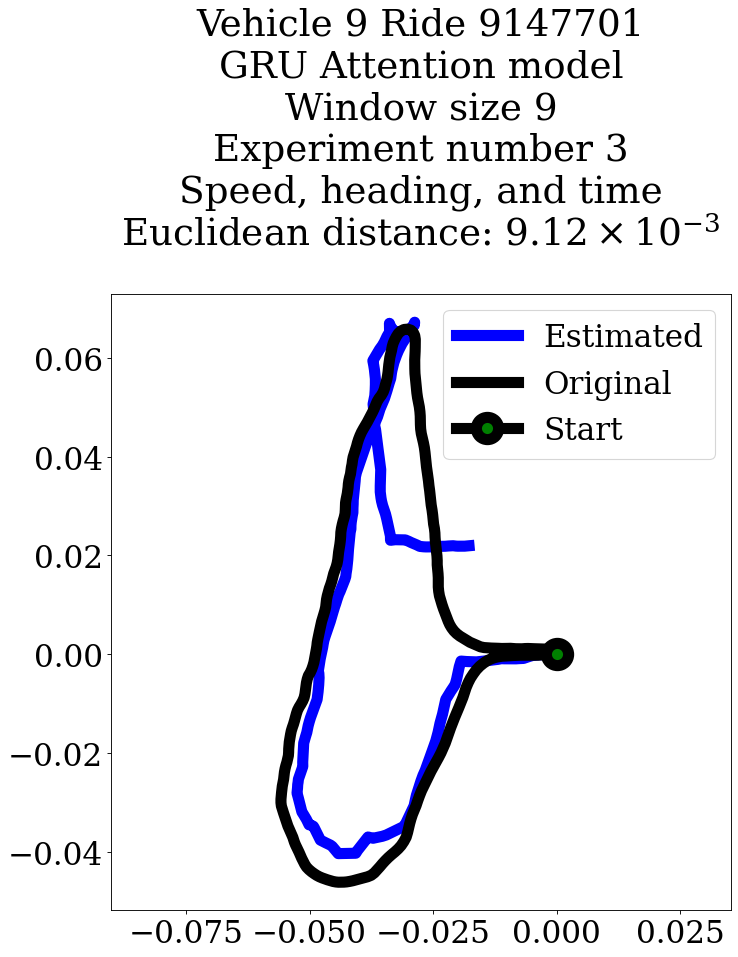 Vehicle 9 Ride 9147701
GRU Attention model
Window size 9
Experiment number 3
Speed, heading, and time
Euclidean distance: 9.12 × 10⁻³
Estimated
Original
Start
0.06
0.04
0.02
0.00
−0.02
−0.04
−0.075 −0.050 −0.025 0.000 0.025